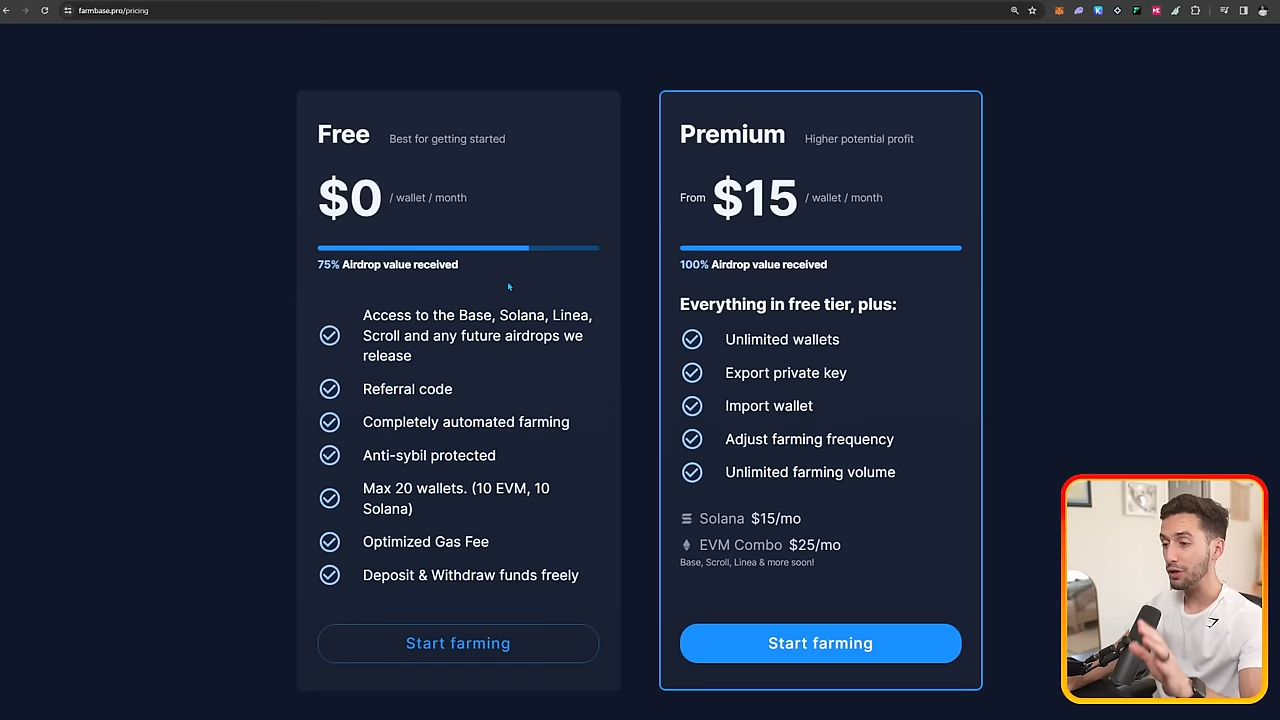 farmbase.pro/pricing
Free Best for getting started
$0 / wallet / month
75% Airdrop value received
Access to the Base, Solana, Linea,
Scroll and any future airdrops we
release
Referral code
Completely automated farming
Anti-sybil protected
Max 20 wallets. (10 EVM, 10
Solana)
Optimized Gas Fee
Deposit & Withdraw funds freely
Start farming
Premium Higher potential profit
From $15 / wallet / month
100% Airdrop value received
Everything in free tier, plus:
Unlimited wallets
Export private key
Import wallet
Adjust farming frequency
Unlimited farming volume
Solana $15/mo
EVM Combo $25/mo
Base, Scroll, Linea & more soon!
Start farming